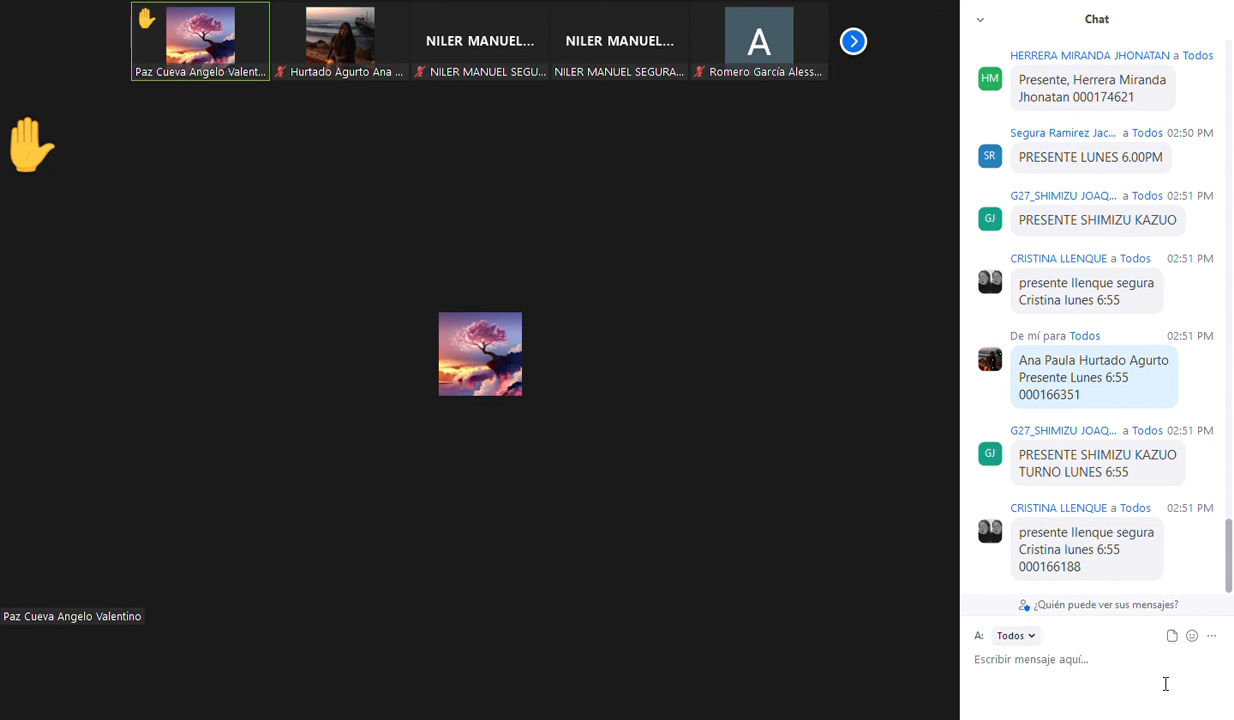 Paz Cueva Angelo Valent...
Hurtado Agurto Ana ...
NILER MANUEL...
NILER MANUEL SEGU...
NILER MANUEL...
NILER MANUEL SEGURA...
A
Romero García Aless...
Paz Cueva Angelo Valentino
Chat
HERRERA MIRANDA JHONATAN a Todos
HM
Presente, Herrera Miranda
Jhonatan 000174621
Segura Ramirez Jac... a Todos 02:50 PM
SR
PRESENTE LUNES 6.00PM
G27_SHIMIZU JOAQ... a Todos 02:51 PM
GJ
PRESENTE SHIMIZU KAZUO
CRISTINA LLENQUE a Todos 02:51 PM
presente llenque segura
Cristina lunes 6:55
De mí para Todos 02:51 PM
Ana Paula Hurtado Agurto
Presente Lunes 6:55
000166351
G27_SHIMIZU JOAQ... a Todos 02:51 PM
GJ
PRESENTE SHIMIZU KAZUO
TURNO LUNES 6:55
CRISTINA LLENQUE a Todos 02:51 PM
presente llenque segura
Cristina lunes 6:55
000166188
¿Quién puede ver sus mensajes?
A: Todos
Escribir mensaje aquí...